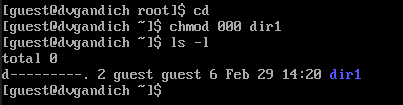 [guest@dvgandich root]$ cd
[guest@dvgandich ~]$ chmod 000 dir1
[guest@dvgandich ~]$ ls -l
total 0
d---------. 2 guest guest 6 Feb 29 14:20 dir1
[guest@dvgandich ~]$